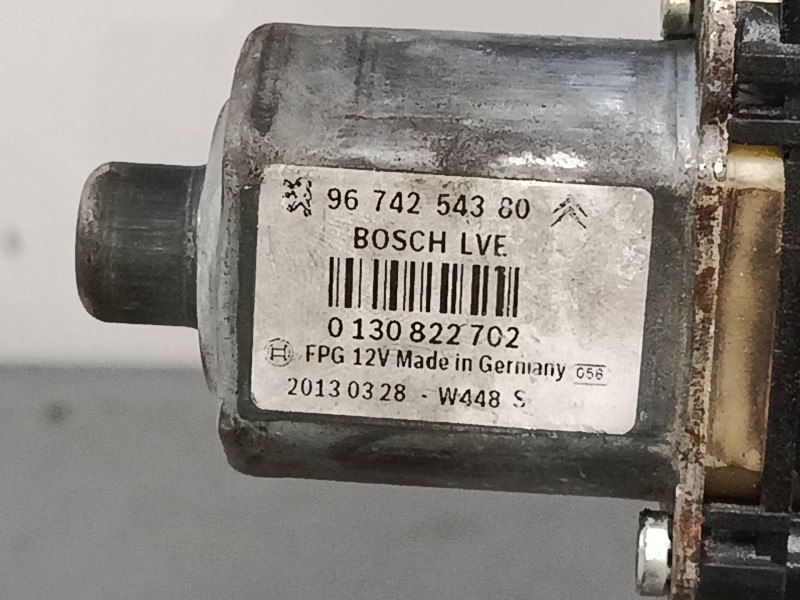 96 742 543 80
BOSCH LVE
0 130 822 702
FPG 12V Made in Germany 056
2013 03 28 - W448 S